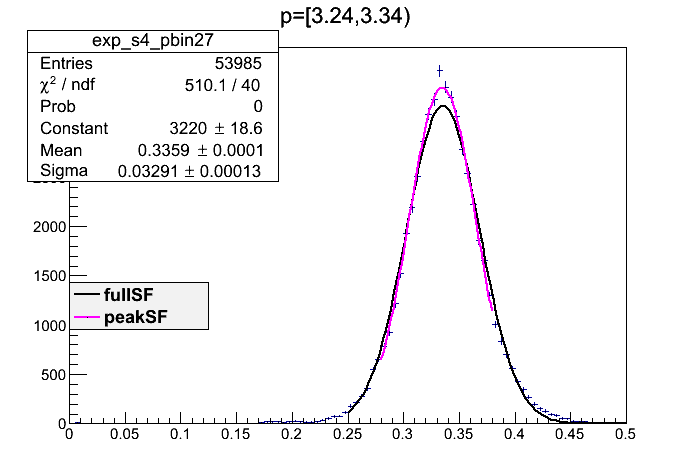 p=[3.24,3.34)
exp_s4_pbin27
Entries 53985
χ² / ndf 510.1 / 40
Prob 0
Constant 3220 ± 18.6
Mean 0.3359 ± 0.0001
Sigma 0.03291 ± 0.00013
2000
1500
fullSF
peakSF
1000
500
0
0 0.05 0.1 0.15 0.2 0.25 0.3 0.35 0.4 0.45 0.5